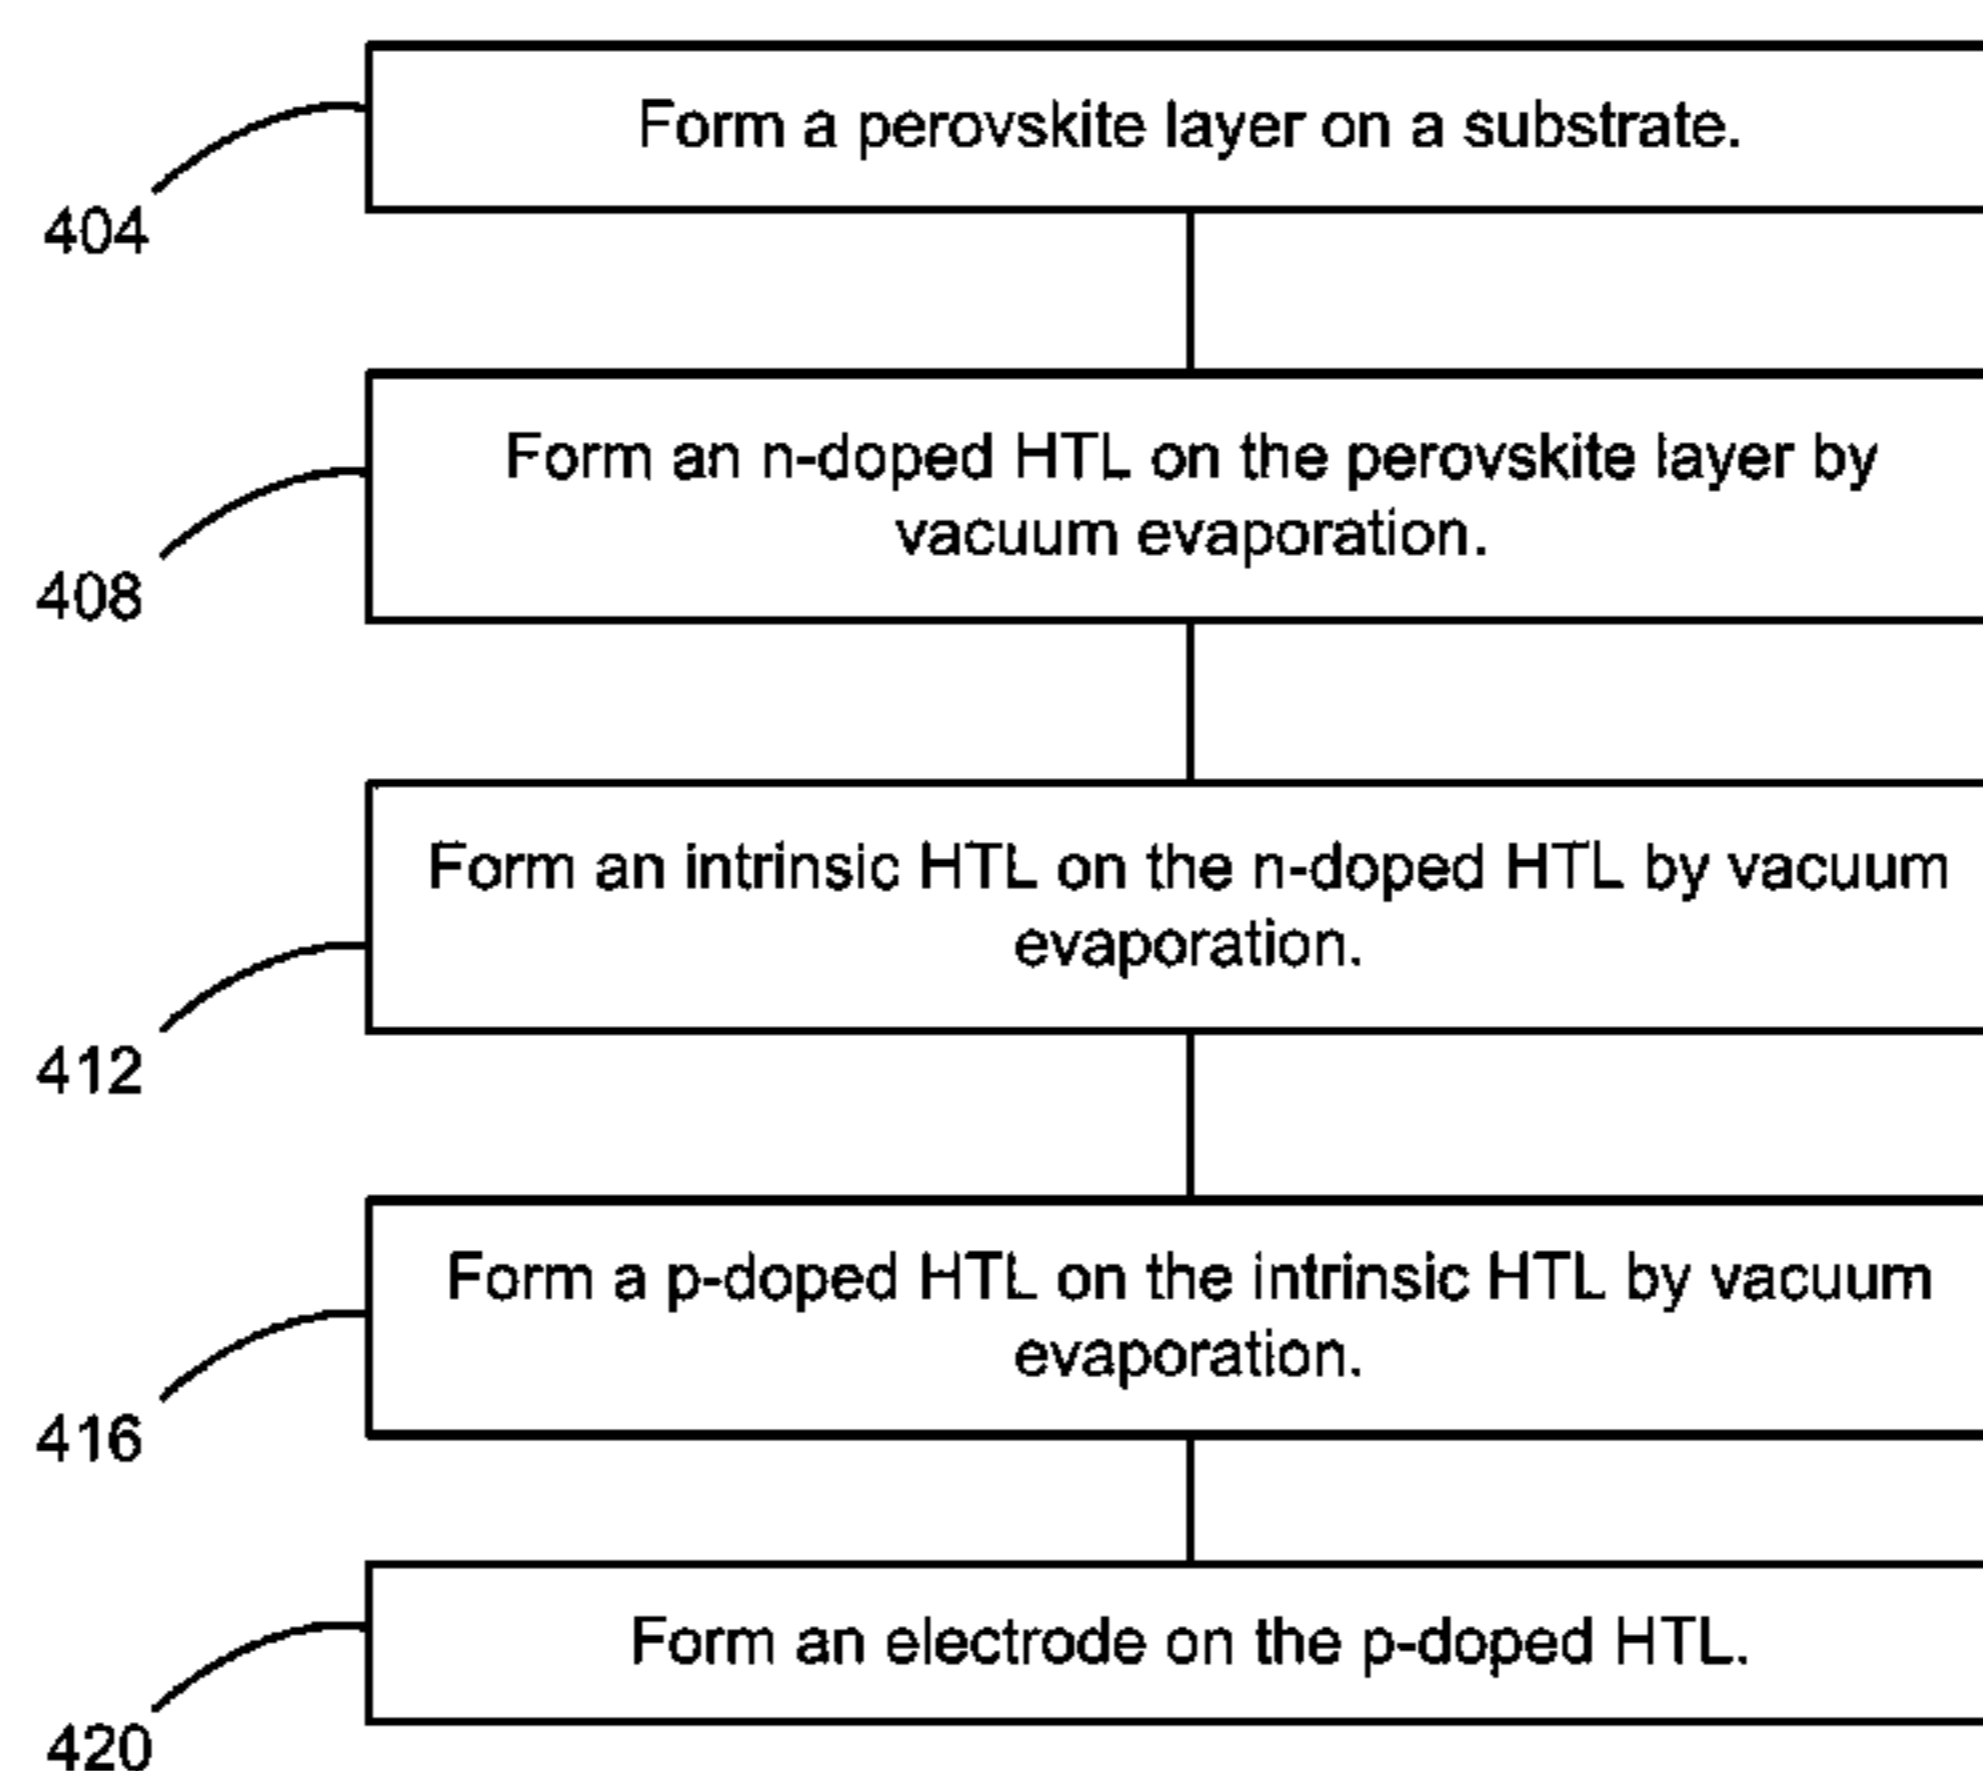 Form a perovskite layer on a substrate.
404
Form an n-doped HTL on the perovskite layer by
vacuum evaporation.
408
Form an intrinsic HTL on the n-doped HTL by vacuum
evaporation.
412
Form a p-doped HTL on the intrinsic HTL by vacuum
evaporation.
416
Form an electrode on the p-doped HTL.
420